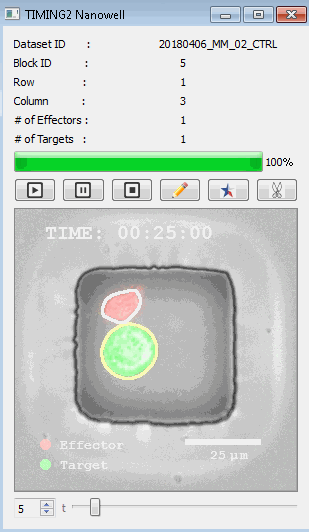 TIMING2 Nanowell
Dataset ID : 20180406_MM_02_CTRL
Block ID : 5
Row : 1
Column : 3
# of Effectors : 1
# of Targets : 1
100%
TIME: 00:25:00
Effector
Target
25 µm
5 t